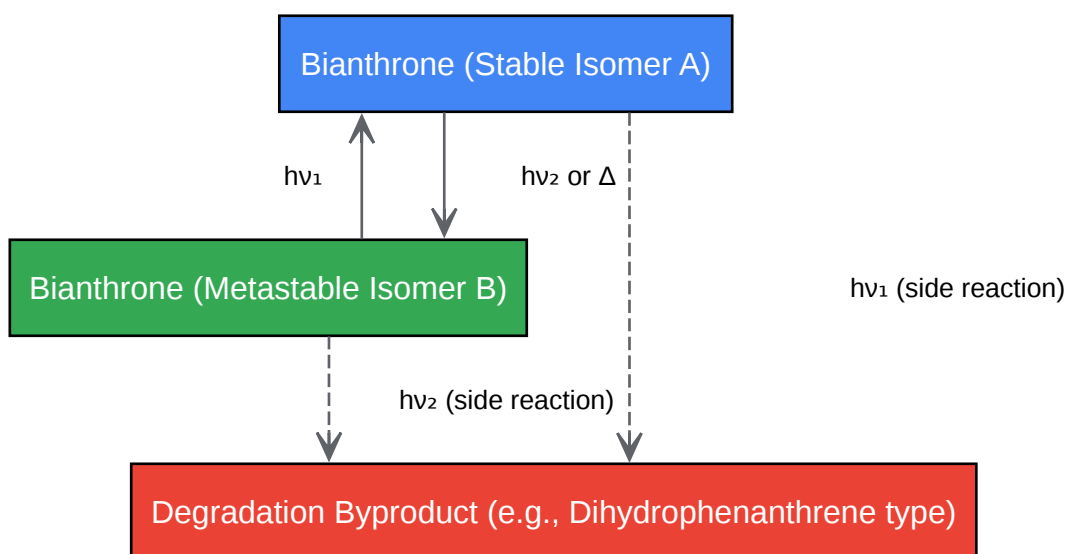 Bianthrone (Stable Isomer A)
hν₁
hν₂ or Δ
Bianthrone (Metastable Isomer B)
hν₁ (side reaction)
hν₂ (side reaction)
Degradation Byproduct (e.g., Dihydrophenanthrene type)